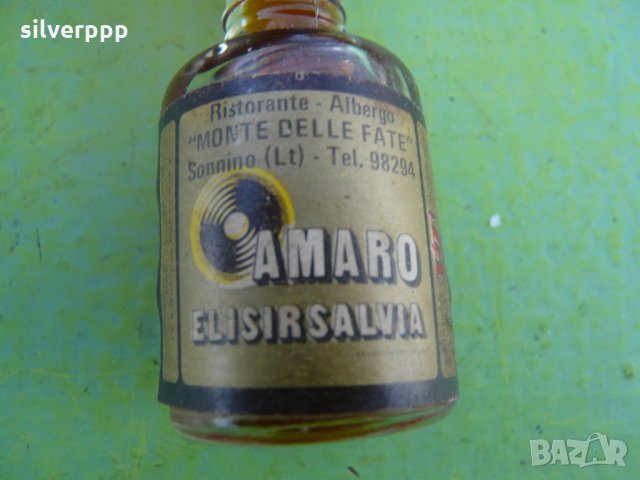 silverppp
Ristorante - Albergo
"MONTE DELLE FATE"
Sonnino (Lt) - Tel. 98294
AMARO
ELISIRSALVIA
BAZAR